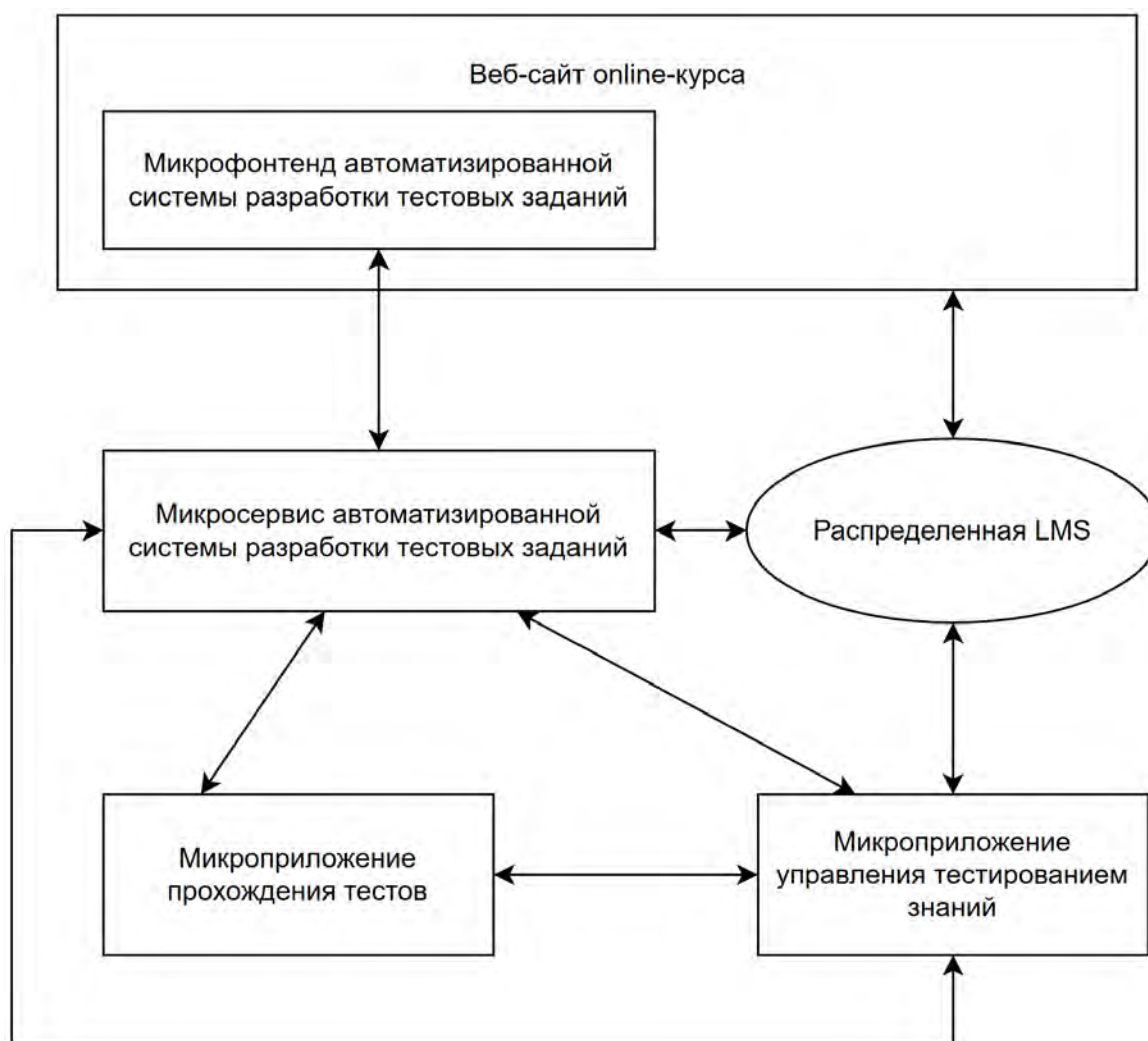 Веб-сайт online-курса
Микрофонтенд автоматизированной
системы разработки тестовых заданий
Микросервис автоматизированной
системы разработки тестовых заданий
Распределенная LMS
Микроприложение
прохождения тестов
Микроприложение
управления тестированием
знаний